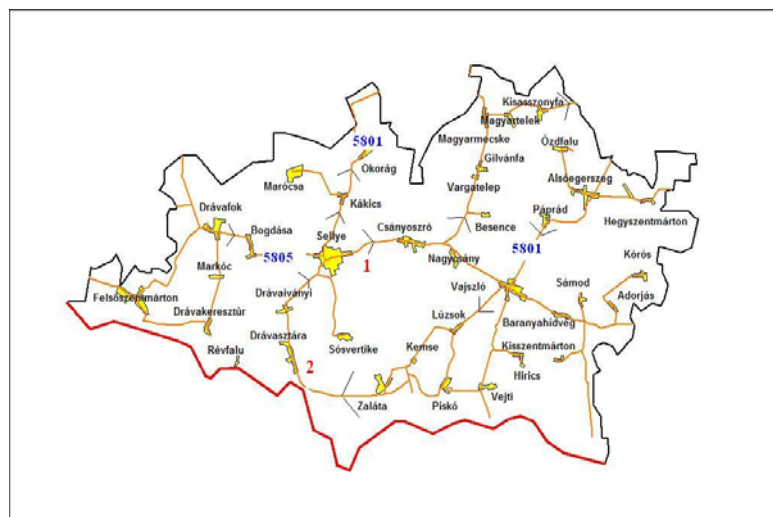 Kisasszonyfa
Magyartelek
Magyarmecske
5801
Ózdfalu
Gilvánfa
Okorág
Alsóegerszeg
Marócsa
Vargatelep
Kákics
Drávafok
Páprád
Hegyszentmárton
Bogdása
Besence
Sellye
Csányoszró
5801
5805
1
Nagycsány
Kórós
Markóc
Felsőszentmárton
Drávaiványi
Vajszló
Sámod
Adorjás
Drávakeresztúr
Lúzsok
Baranyahídvég
Drávasztára
Sósvertike
Kemse
Kisszentmárton
Révfalu
2
Hirics
Zaláta
Piskó
Vejti